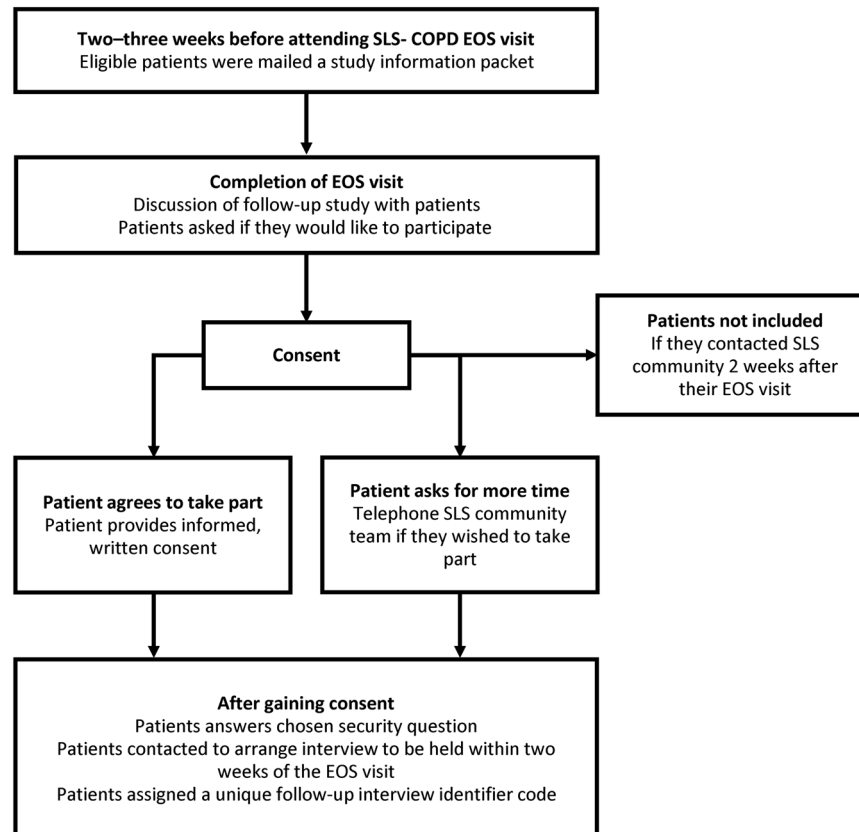 Two–three weeks before attending SLS- COPD EOS visit
Eligible patients were mailed a study information packet
Completion of EOS visit
Discussion of follow-up study with patients
Patients asked if they would like to participate
Consent
Patients not included
If they contacted SLS
community 2 weeks after
their EOS visit
Patient agrees to take part
Patient provides informed,
written consent
Patient asks for more time
Telephone SLS community
team if they wished to take
part
After gaining consent
Patients answers chosen security question
Patients contacted to arrange interview to be held within two
weeks of the EOS visit
Patients assigned a unique follow-up interview identifier code